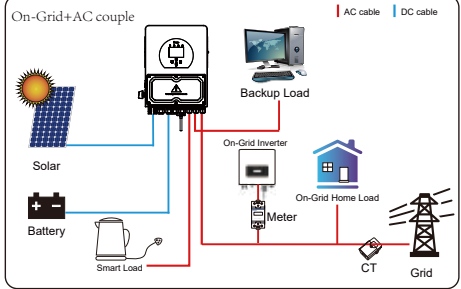 On-Grid+AC couple
AC cable
DC cable
Backup Load
On-Grid Inverter
Solar
On-Grid Home Load
Meter
Battery
Smart Load
CT
Grid